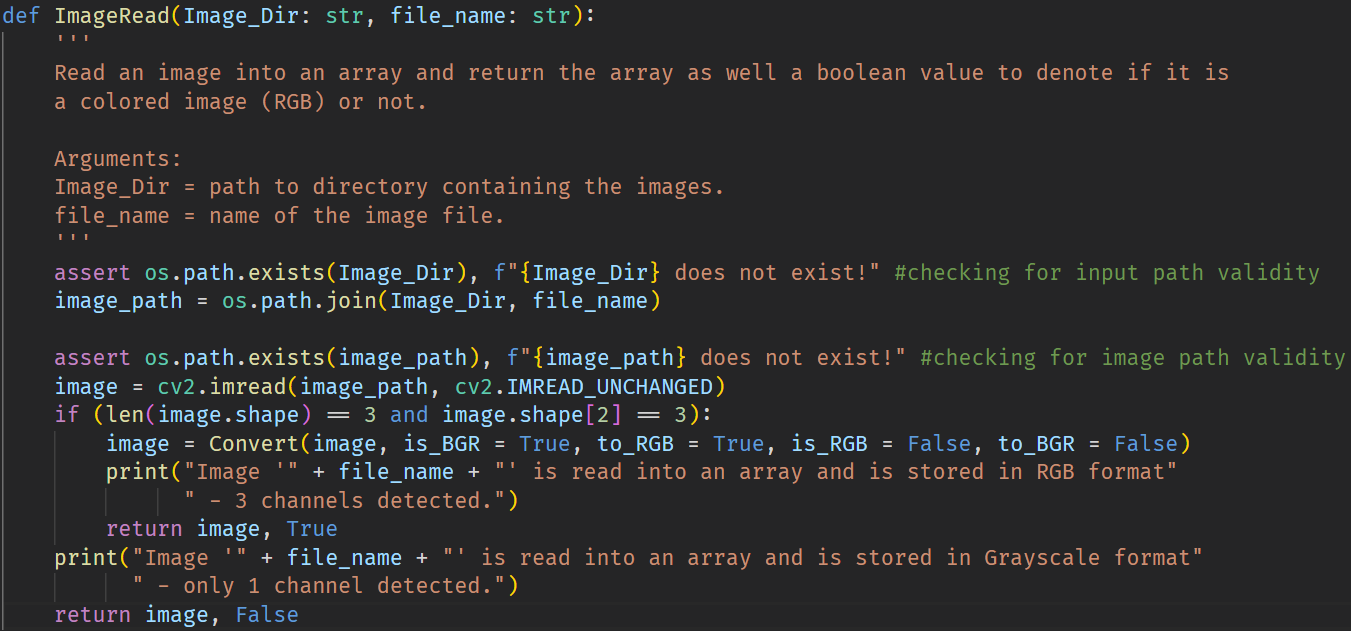 def ImageRead(Image_Dir: str, file_name: str):
    '''
    Read an image into an array and return the array as well a boolean value to denote if it is
    a colored image (RGB) or not.

    Arguments:
    Image_Dir = path to directory containing the images.
    file_name = name of the image file.
    '''
    assert os.path.exists(Image_Dir), f"{Image_Dir} does not exist!" #checking for input path validity
    image_path = os.path.join(Image_Dir, file_name)

    assert os.path.exists(image_path), f"{image_path} does not exist!" #checking for image path validity
    image = cv2.imread(image_path, cv2.IMREAD_UNCHANGED)
    if (len(image.shape) == 3 and image.shape[2] == 3):
        image = Convert(image, is_BGR = True, to_RGB = True, is_RGB = False, to_BGR = False)
        print("Image '" + file_name + "' is read into an array and is stored in RGB format"
              " - 3 channels detected.")
        return image, True
    print("Image '" + file_name + "' is read into an array and is stored in Grayscale format"
          " - only 1 channel detected.")
    return image, False